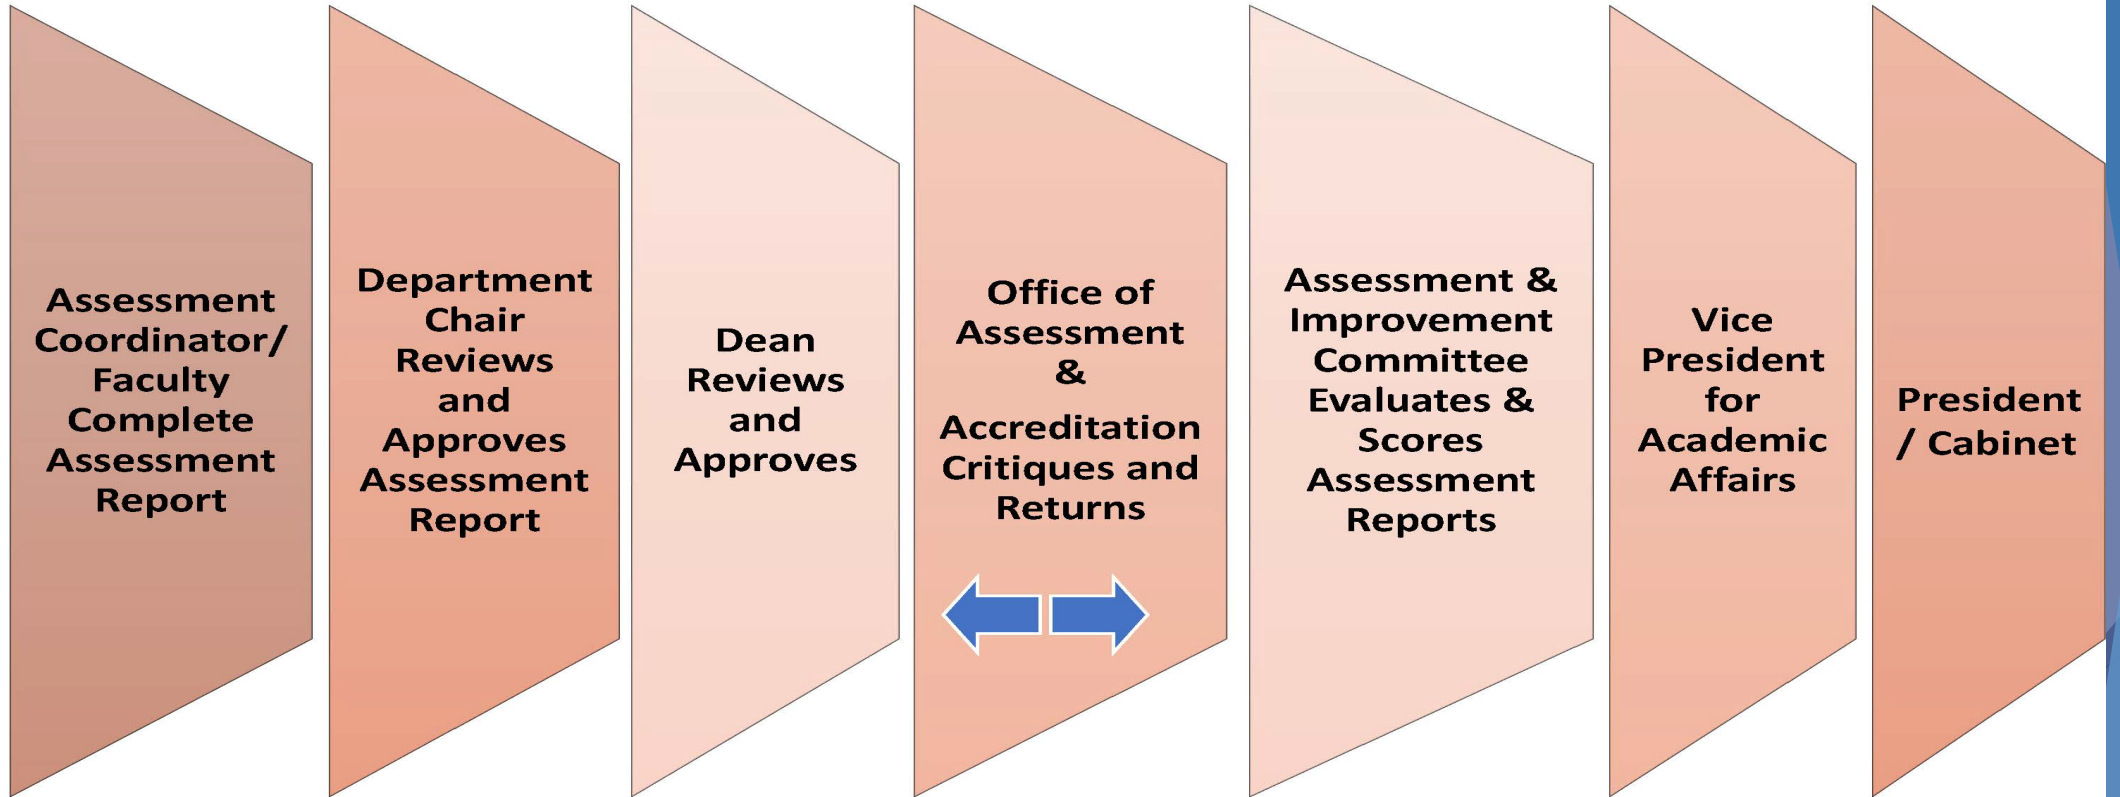 Assessment
Coordinator/
Faculty
Complete
Assessment
Report
Department
Chair
Reviews
and
Approves
Assessment
Report
Dean
Reviews
and
Approves
Office of
Assessment
&
Accreditation
Critiques and
Returns
Assessment &
Improvement
Committee
Evaluates &
Scores
Assessment
Reports
Vice
President
for
Academic
Affairs
President
/ Cabinet